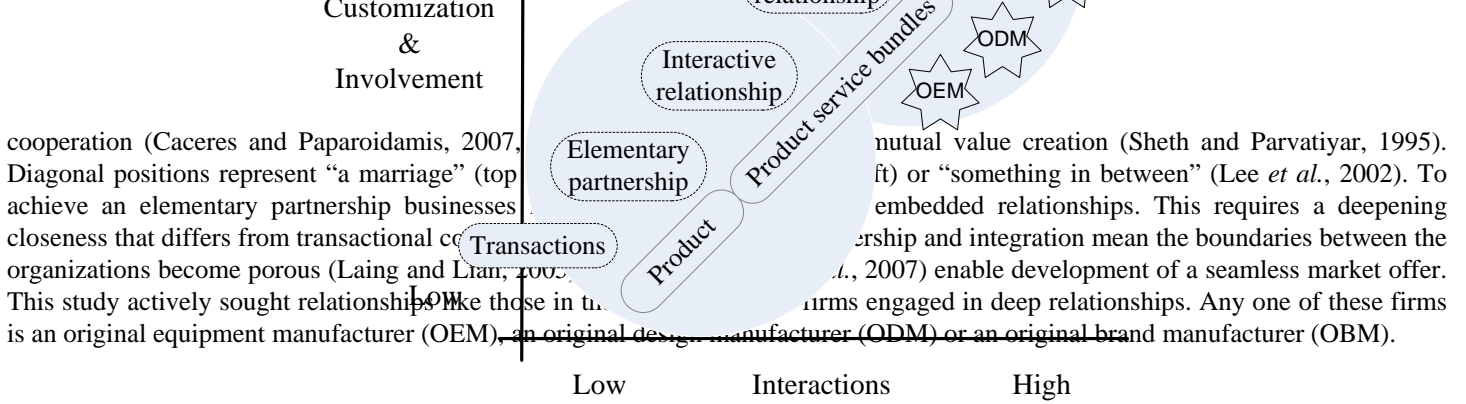 Customization
&
Involvement
relationship
Interactive
relationship
Product service bundles
ODM
OEM
Elementary
partnership
Transactions
Product
Low
cooperation (Caceres and Paparoidamis, 2007, mutual value creation (Sheth and Parvatiyar, 1995).
Diagonal positions represent “a marriage” (top or “something in between” (Lee et al., 2002). To
achieve an elementary partnership businesses embedded relationships. This requires a deepening
closeness that differs from transactional and integration mean the boundaries between the
organizations become porous (Laing and Lian, 2007) enable development of a seamless market offer.
This study actively sought relationships like those in firms engaged in deep relationships. Any one of these firms
is an original equipment manufacturer (OEM), an original design manufacturer (ODM) or an original brand manufacturer (OBM).
Low Interactions High